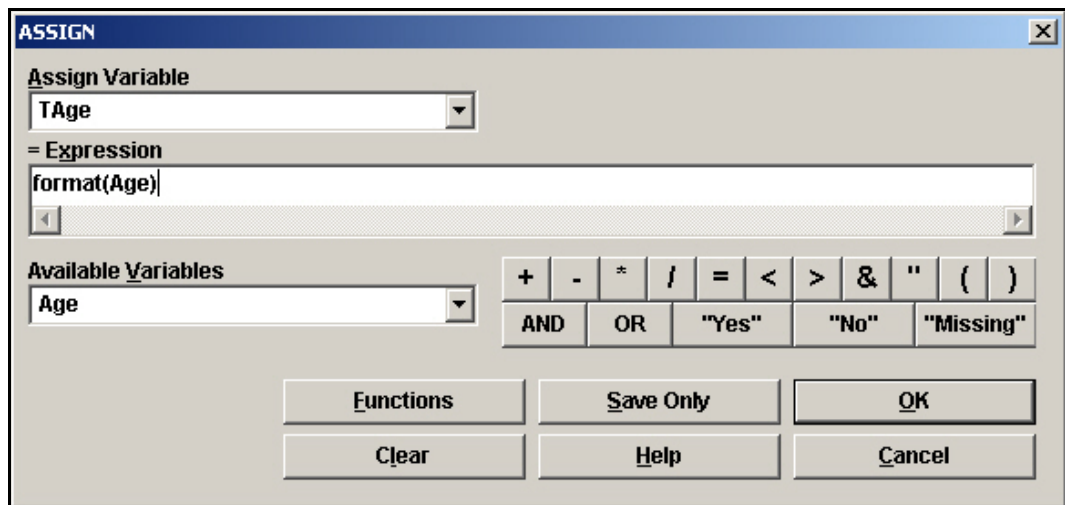 ASSIGN
Assign Variable
TAge
= Expression
format(Age)
Available Variables
Age
+ - * / = < > & " ( )
AND OR "Yes" "No" "Missing"
Functions Save Only OK
Clear Help Cancel